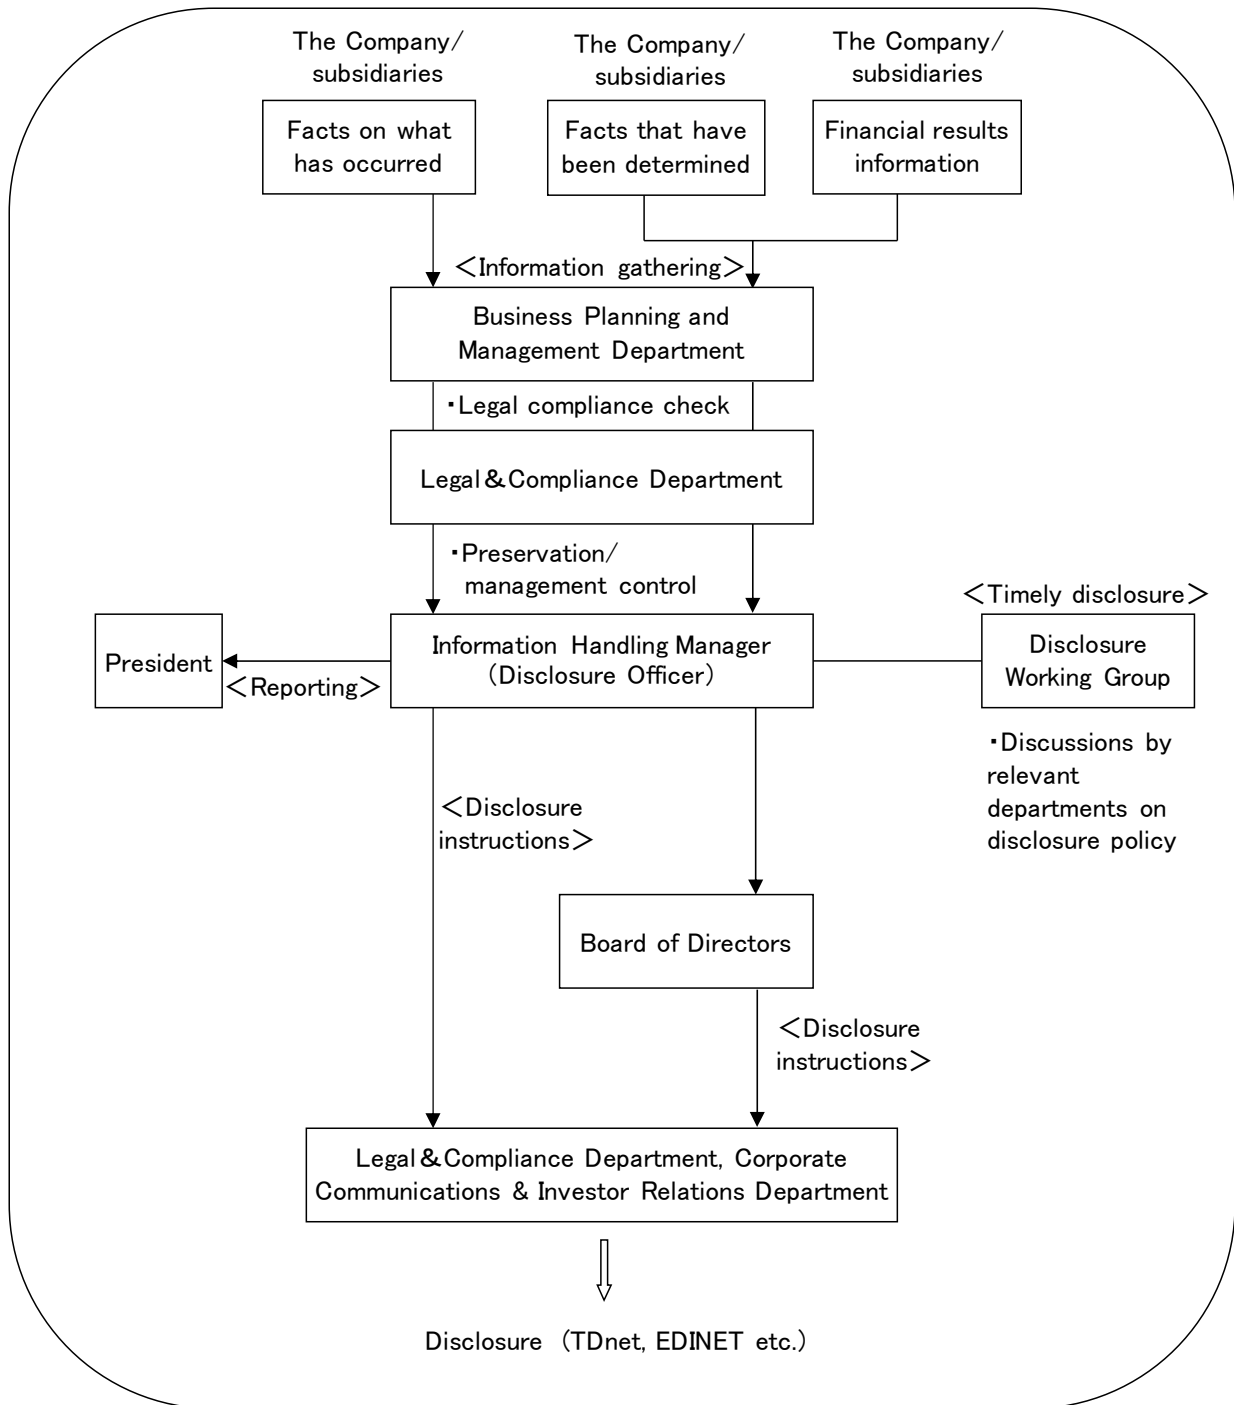 The Company/
subsidiaries
The Company/
subsidiaries
The Company/
subsidiaries
Facts on what
has occurred
Facts that have
been determined
Financial results
information
＜Information gathering＞
Business Planning and
Management Department
・Legal compliance check
Legal＆Compliance Department
・Preservation/
management control
＜Timely disclosure＞
President
＜Reporting＞
Information Handling Manager
（Disclosure Officer）
Disclosure
Working Group
・Discussions by
relevant
departments on
disclosure policy
＜Disclosure
instructions＞
Board of Directors
＜Disclosure
instructions＞
Legal＆Compliance Department, Corporate
Communications & Investor Relations Department
Disclosure （TDnet, EDINET etc.）